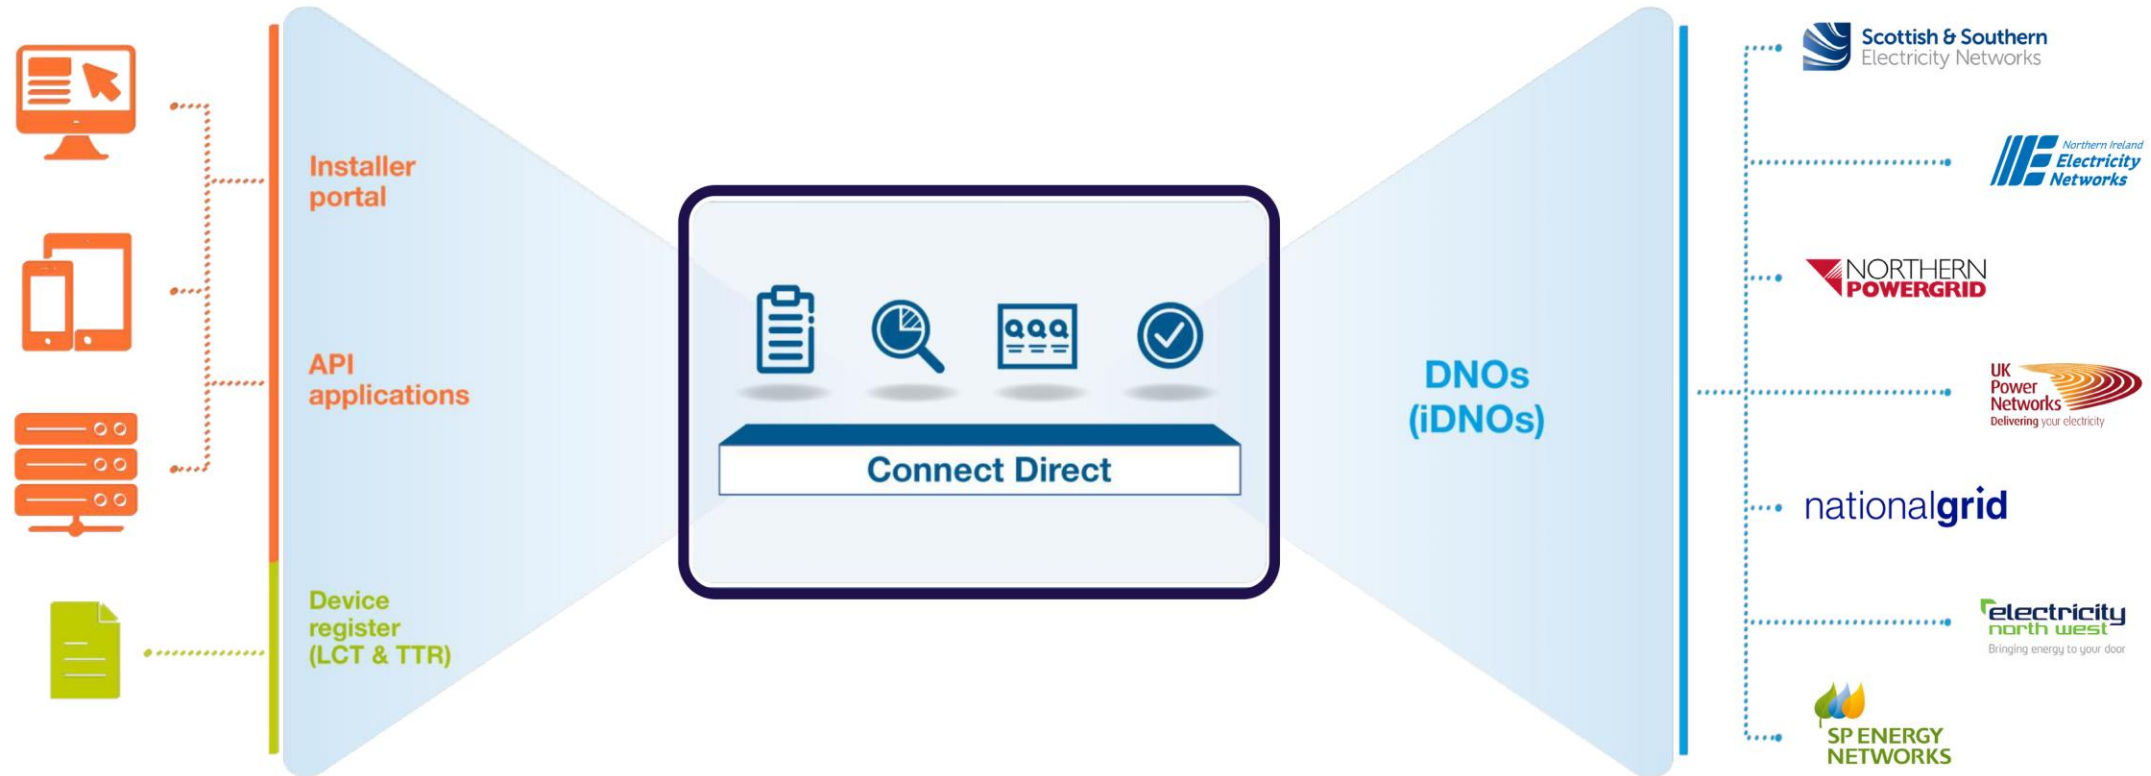 Installer
portal
API
applications
Device
register
(LCT & TTR)
Connect Direct
DNOs
(iDNOs)
Scottish & Southern
Electricity Networks
Northern Ireland
Electricity
Networks
NORTHERN
POWERGRID
UK
Power
Networks
Delivering your electricity
nationalgrid
electricity
north west
Bringing energy to your door
SP ENERGY
NETWORKS